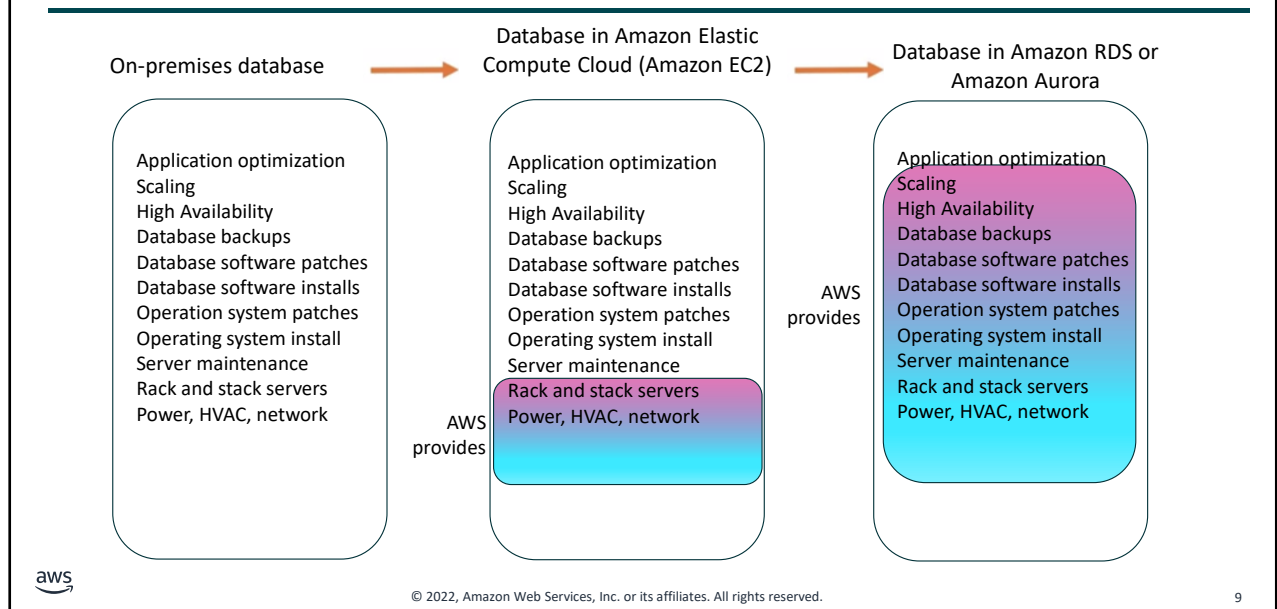 On-premises database
Database in Amazon Elastic
Compute Cloud (Amazon EC2)
Database in Amazon RDS or
Amazon Aurora
Application optimization
Scaling
High Availability
Database backups
Database software patches
Database software installs
Operation system patches
Operating system install
Server maintenance
Rack and stack servers
Power, HVAC, network
AWS
provides
Application optimization
Scaling
High Availability
Database backups
Database software patches
Database software installs
Operation system patches
Operating system install
Server maintenance
Rack and stack servers
Power, HVAC, network
AWS
provides
Application optimization
Scaling
High Availability
Database backups
Database software patches
Database software installs
Operation system patches
Operating system install
Server maintenance
Rack and stack servers
Power, HVAC, network
aws
© 2022, Amazon Web Services, Inc. or its affiliates. All rights reserved.
9